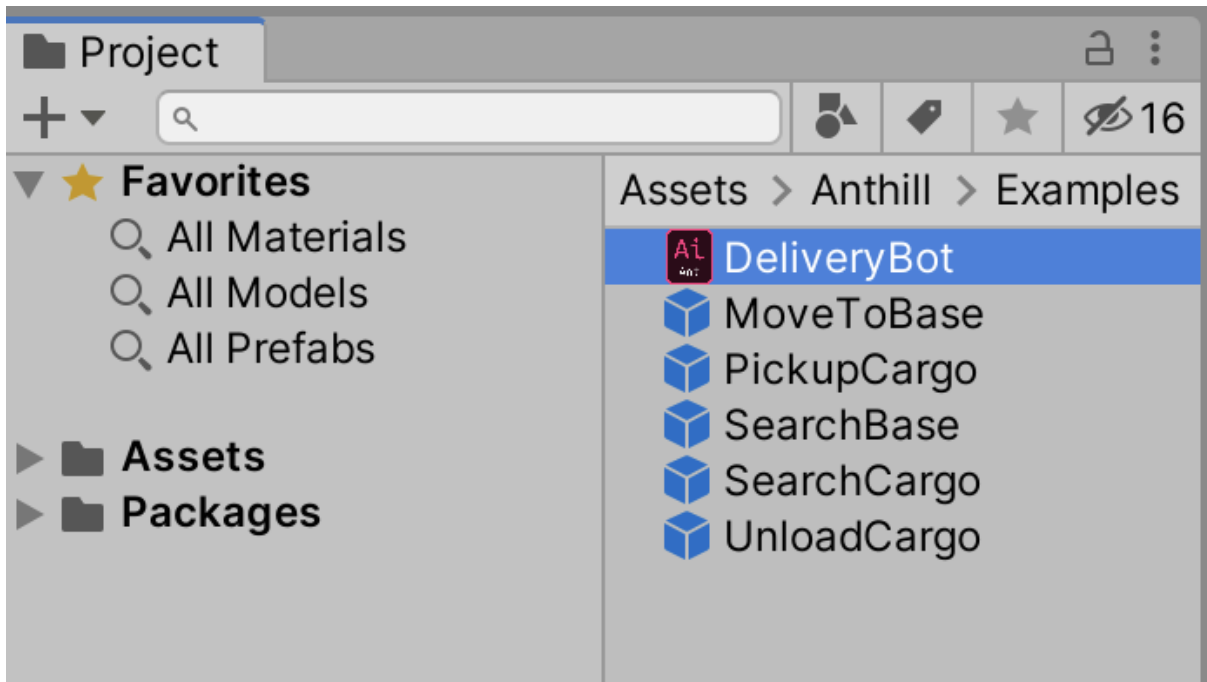 Project
16
Favorites
All Materials
All Models
All Prefabs
Assets
Packages
Assets > Anthill > Examples
Ai
Ant
DeliveryBot
MoveToBase
PickupCargo
SearchBase
SearchCargo
UnloadCargo